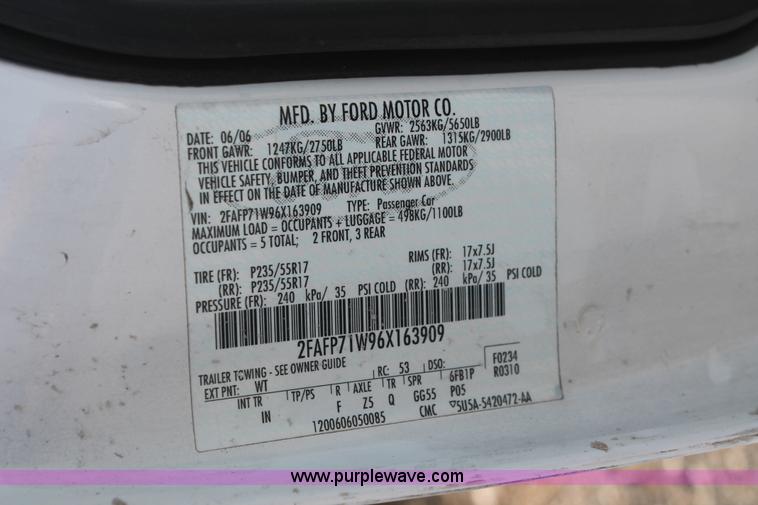 MFD. BY FORD MOTOR CO.
DATE: 06/06 GVWR: 2563KG/5650LB
FRONT GAWR: 1247KG/2750LB REAR GAWR: 1315KG/2900LB
THIS VEHICLE CONFORMS TO ALL APPLICABLE FEDERAL MOTOR
VEHICLE SAFETY, BUMPER, AND THEFT PREVENTION STANDARDS
IN EFFECT ON THE DATE OF MANUFACTURE SHOWN ABOVE.
VIN: 2FAFP71W96X163909 TYPE: Passenger Car
MAXIMUM LOAD = OCCUPANTS + LUGGAGE = 498KG/1100LB
OCCUPANTS = 5 TOTAL; 2 FRONT, 3 REAR
TIRE (FR): P235/55R17 RIMS (FR): 17x7.5J
(RR): P235/55R17 (RR): 17x7.5J
PRESSURE (FR): 240 kPa/ 35 PSI COLD (RR): 240 kPa/ 35 PSI COLD
2FAFP71W96X163909
TRAILER TOWING - SEE OWNER GUIDE F0234
EXT PNT: WT RC: 53 DSO: R0310
INT TR TP/PS R AXLE TR SPR 6FB1P
IN F Z5 Q GG55 P05
1200606050085 CMC 5U5A-5420472-AA
www.purplewave.com